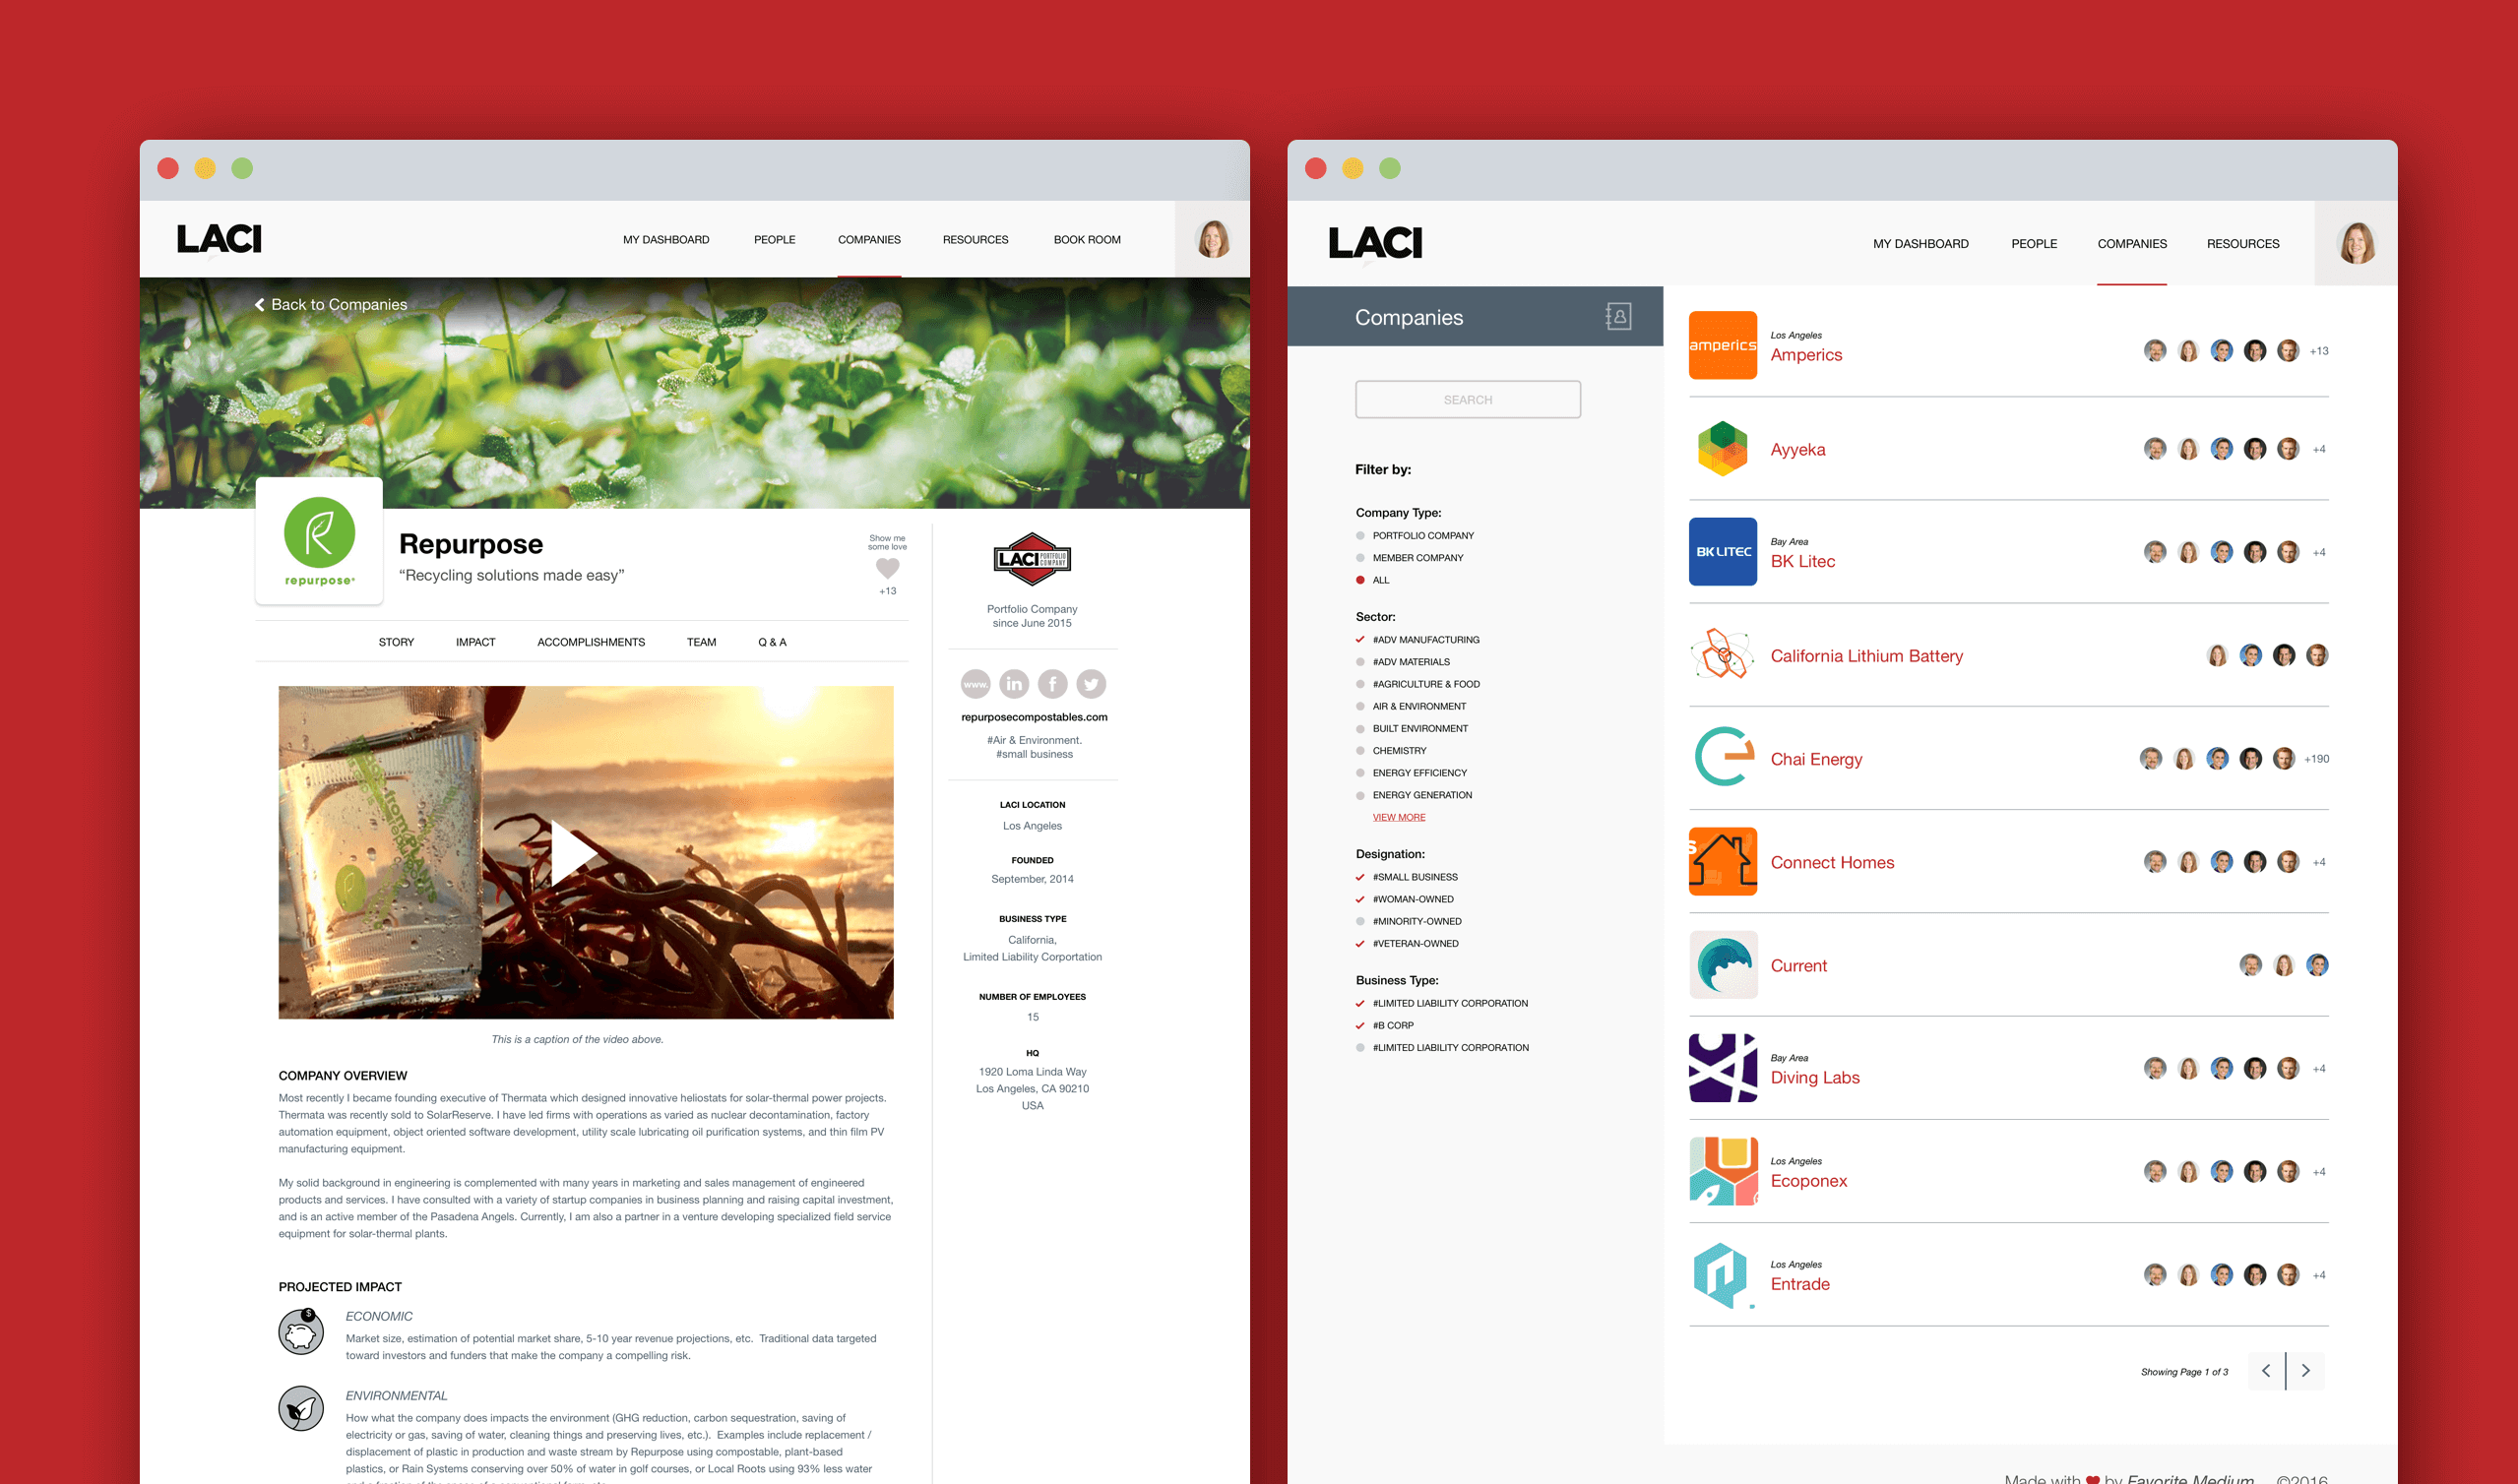 LACI
MY DASHBOARD PEOPLE COMPANIES RESOURCES BOOK ROOM
Back to Companies
repurpose
Repurpose
“Recycling solutions made easy”
Show me
some love
+13
STORY IMPACT ACCOMPLISHMENTS TEAM Q & A
This is a caption of the video above.
COMPANY OVERVIEW
Most recently I became founding executive of Thermata which designed innovative heliostats for solar-thermal power projects.
Thermata was recently sold to SolarReserve. I have led firms with operations as varied as nuclear decontamination, factory
automation equipment, object oriented software development, utility scale lubricating oil purification systems, and thin film PV
manufacturing equipment.
My solid background in engineering is complemented with many years in marketing and sales management of engineered
products and services. I have consulted with a variety of startup companies in business planning and raising capital investment,
and is an active member of the Pasadena Angels. Currently, I am also a partner in a venture developing specialized field service
equipment for solar-thermal plants.
PROJECTED IMPACT
$
ECONOMIC
Market size, estimation of potential market share, 5-10 year revenue projections, etc. Traditional data targeted
toward investors and funders that make the company a compelling risk.
ENVIRONMENTAL
How what the company does impacts the environment (GHG reduction, carbon sequestration, saving of
electricity or gas, saving of water, cleaning things and preserving lives, etc.). Examples include replacement /
displacement of plastic in production and waste stream by Repurpose using compostable, plant-based
plastics, or Rain Systems conserving over 50% of water in golf courses, or Local Roots using 93% less water
LACI PORTFOLIO
COMPANY
Portfolio Company
since June 2015
www. in f
repurposecompostables.com
#Air & Environment.
#small business
LACI LOCATION
Los Angeles
FOUNDED
September, 2014
BUSINESS TYPE
California,
Limited Liability Corportation
NUMBER OF EMPLOYEES
15
HQ
1920 Loma Linda Way
Los Angeles, CA 90210
USA
LACI
MY DASHBOARD PEOPLE COMPANIES RESOURCES
Companies
SEARCH
Filter by:
Company Type:
PORTFOLIO COMPANY
MEMBER COMPANY
ALL
Sector:
#ADV MANUFACTURING
#ADV MATERIALS
#AGRICULTURE & FOOD
AIR & ENVIRONMENT
BUILT ENVIRONMENT
CHEMISTRY
ENERGY EFFICIENCY
ENERGY GENERATION
VIEW MORE
Designation:
#SMALL BUSINESS
#WOMAN-OWNED
#MINORITY-OWNED
#VETERAN-OWNED
Business Type:
#LIMITED LIABILITY CORPORATION
#B CORP
#LIMITED LIABILITY CORPORATION
amperics
Los Angeles
Amperics
+13
Ayyeka
+4
BK LITEC
Bay Area
BK Litec
+4
California Lithium Battery
Chai Energy
+190
Connect Homes
+4
Current
Bay Area
Diving Labs
+4
Los Angeles
Ecoponex
+4
Los Angeles
Entrade
+4
Showing Page 1 of 3
Made with ♥ by Favorite Medium ©2016